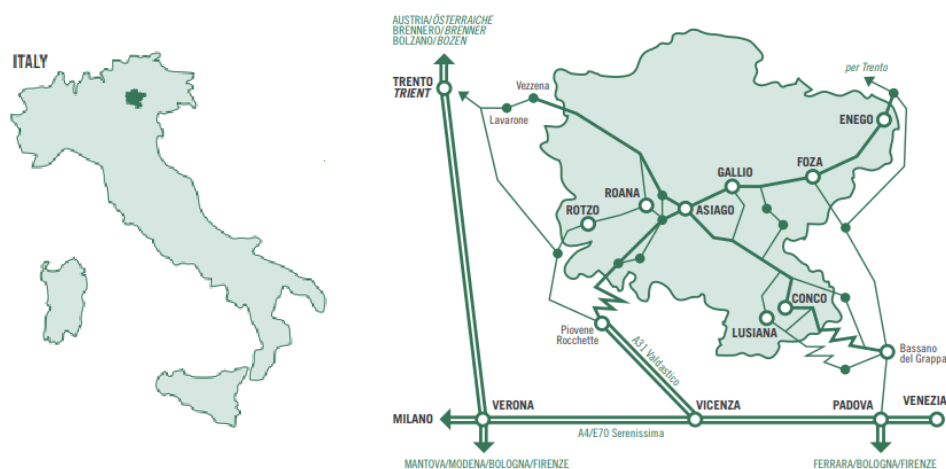 ITALY
AUSTRIA/ÖSTERRAICHE
BRENNERO/BRENNER
BOLZANO/BOZEN
TRENTO
TRIENT
Vezzena
Lavarone
per Trento
ENEGO
FOZA
GALLIO
ROANA
ASIAGO
ROTZO
CONCO
LUSIANA
Piovene
Rocchette
A31 Valdastico
Bassano
del Grappa
MILANO
VERONA
VICENZA
PADOVA
VENEZIA
A4/E70 Serenissima
MANTOVA/MODENA/BOLOGNA/FIRENZE
FERRARA/BOLOGNA/FIRENZE